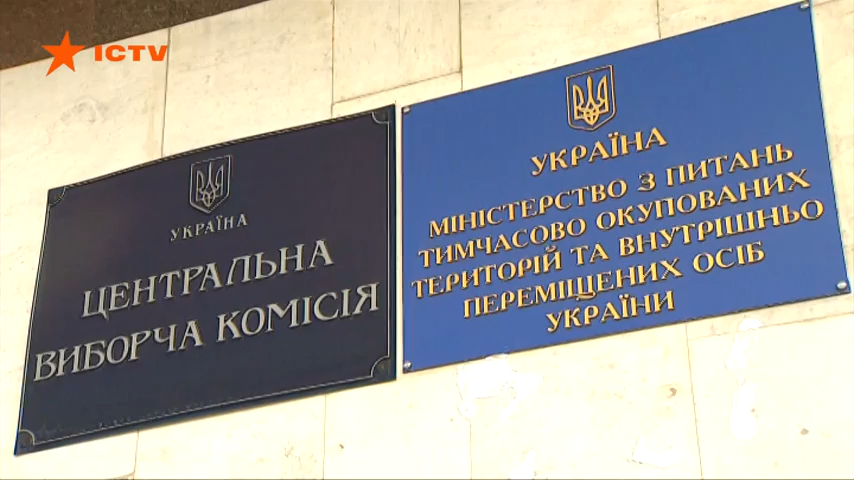 ICTV
УКРАЇНА
ЦЕНТРАЛЬНА
ВИБОРЧА КОМІСІЯ
УКРАЇНА
МІНІСТЕРСТВО З ПИТАНЬ
ТИМЧАСОВО ОКУПОВАНИХ
ТЕРИТОРІЙ ТА ВНУТРІШНЬО
ПЕРЕМІЩЕНИХ ОСІБ
УКРАЇНИ